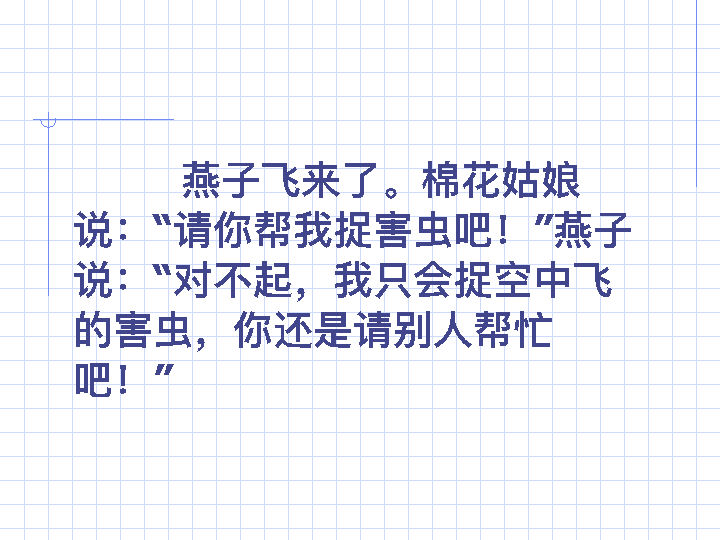 燕子飞来了。棉花姑娘
说：“请你帮我捉害虫吧！”燕子
说：“对不起，我只会捉空中飞
的害虫，你还是请别人帮忙
吧！”